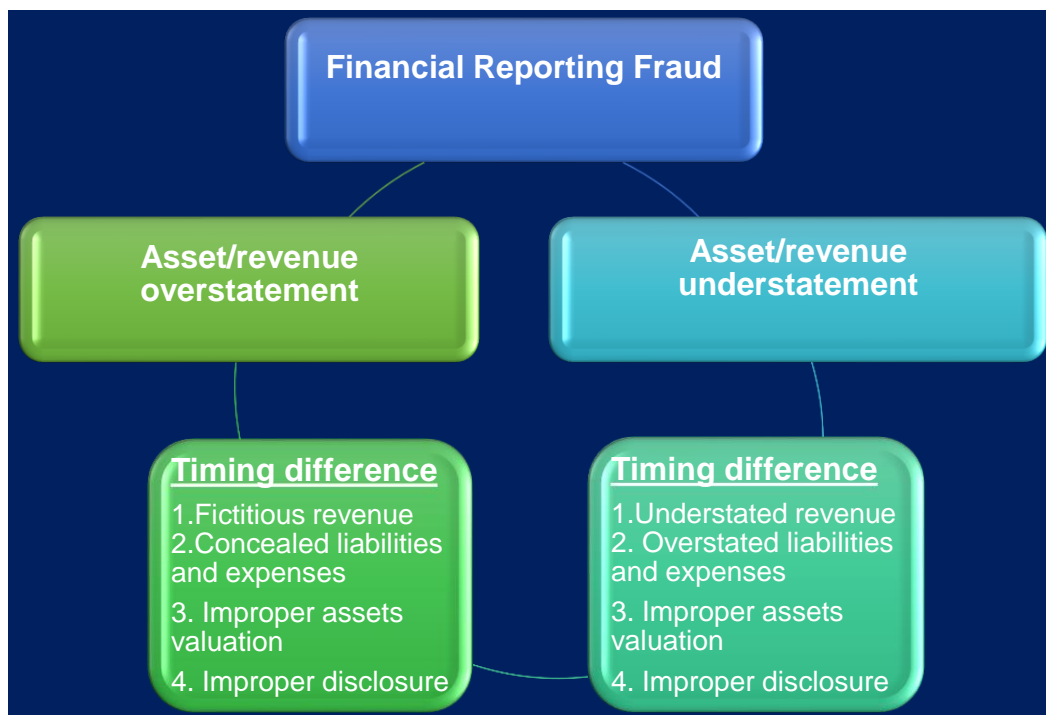 Financial Reporting Fraud
Asset/revenue
overstatement
Asset/revenue
understatement
Timing difference
1.Fictitious revenue
2.Concealed liabilities
and expenses
3. Improper assets
valuation
4. Improper disclosure
Timing difference
1.Understated revenue
2. Overstated liabilities
and expenses
3. Improper assets
valuation
4. Improper disclosure